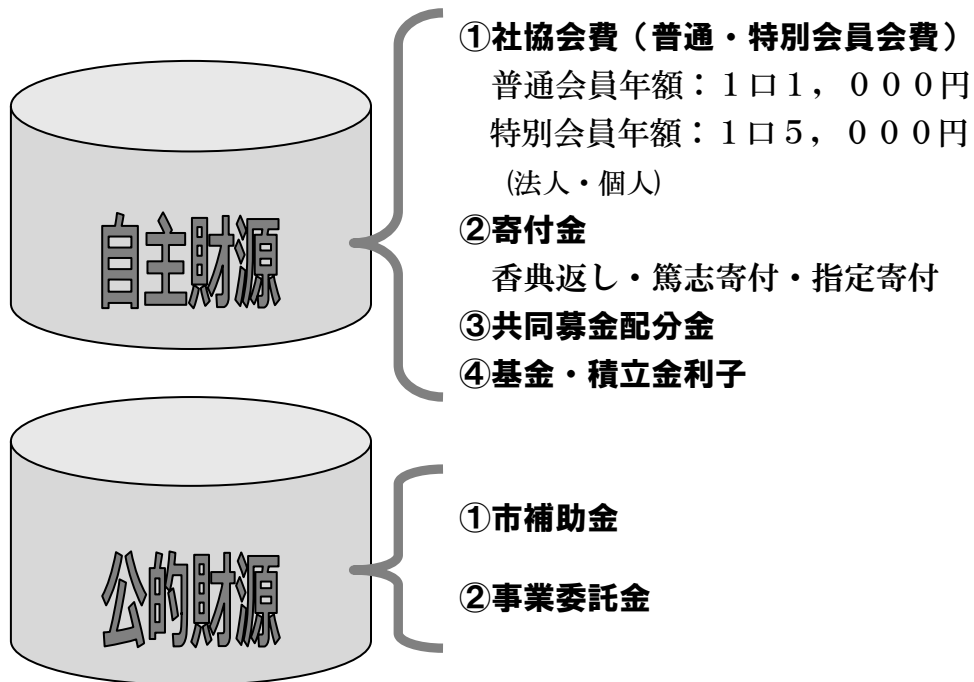 自主財源
①社協会費（普通・特別会員会費）
普通会員年額：１口１，０００円
特別会員年額：１口５，０００円
(法人・個人)
②寄付金
香典返し・篤志寄付・指定寄付
③共同募金配分金
④基金・積立金利子
公的財源
①市補助金
②事業委託金